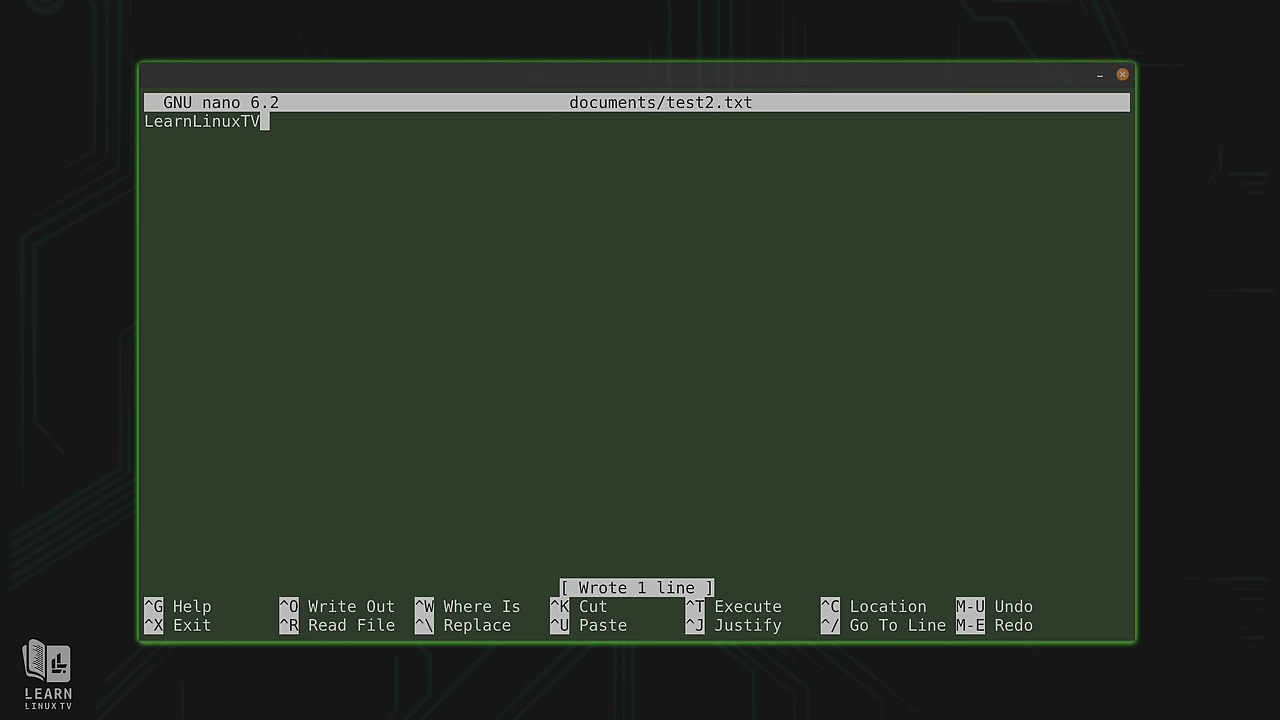 GNU nano 6.2 documents/test2.txt
LearnLinuxTV
[ Wrote 1 line ]
^G Help ^O Write Out ^W Where Is ^K Cut ^T Execute ^C Location M-U Undo
^X Exit ^R Read File ^\ Replace ^U Paste ^J Justify ^/ Go To Line M-E Redo
LEARN
LINUX TV